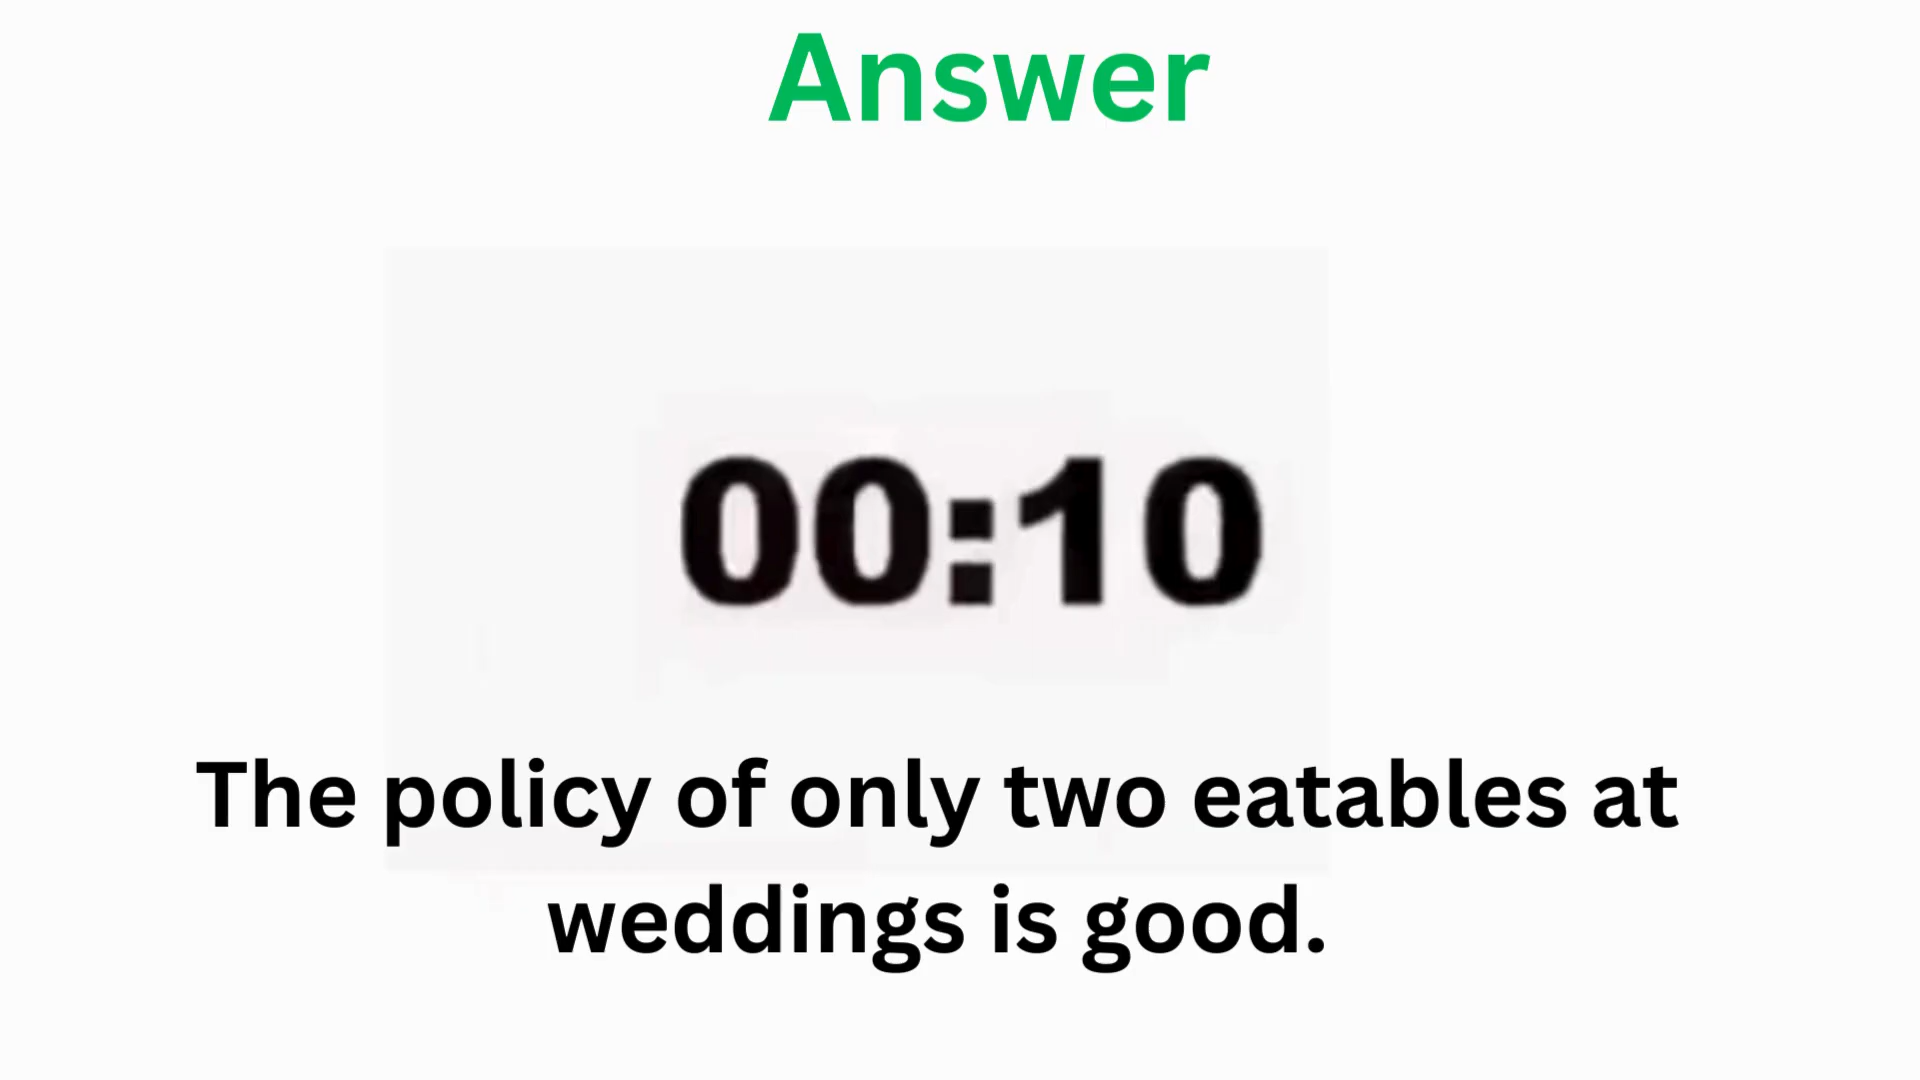 Answer
00:10
The policy of only two eatables at
weddings is good.